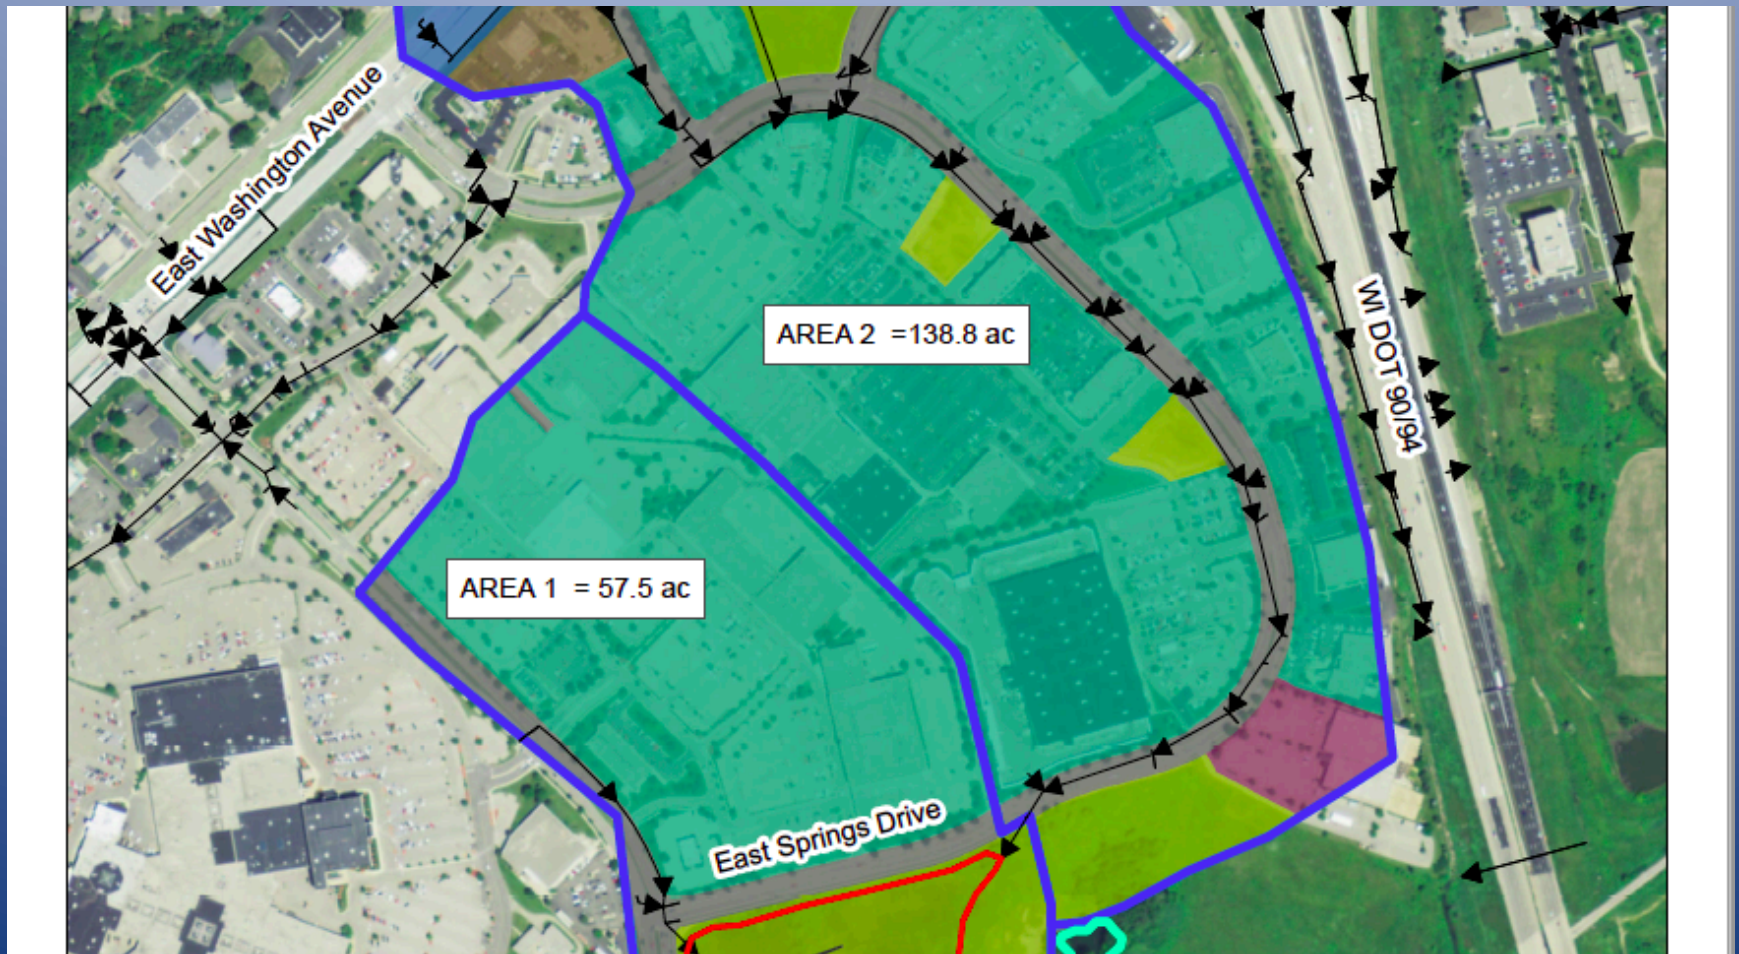 East Washington Avenue
AREA 2 =138.8 ac
WI DOT 90/94
AREA 1 = 57.5 ac
East Springs Drive